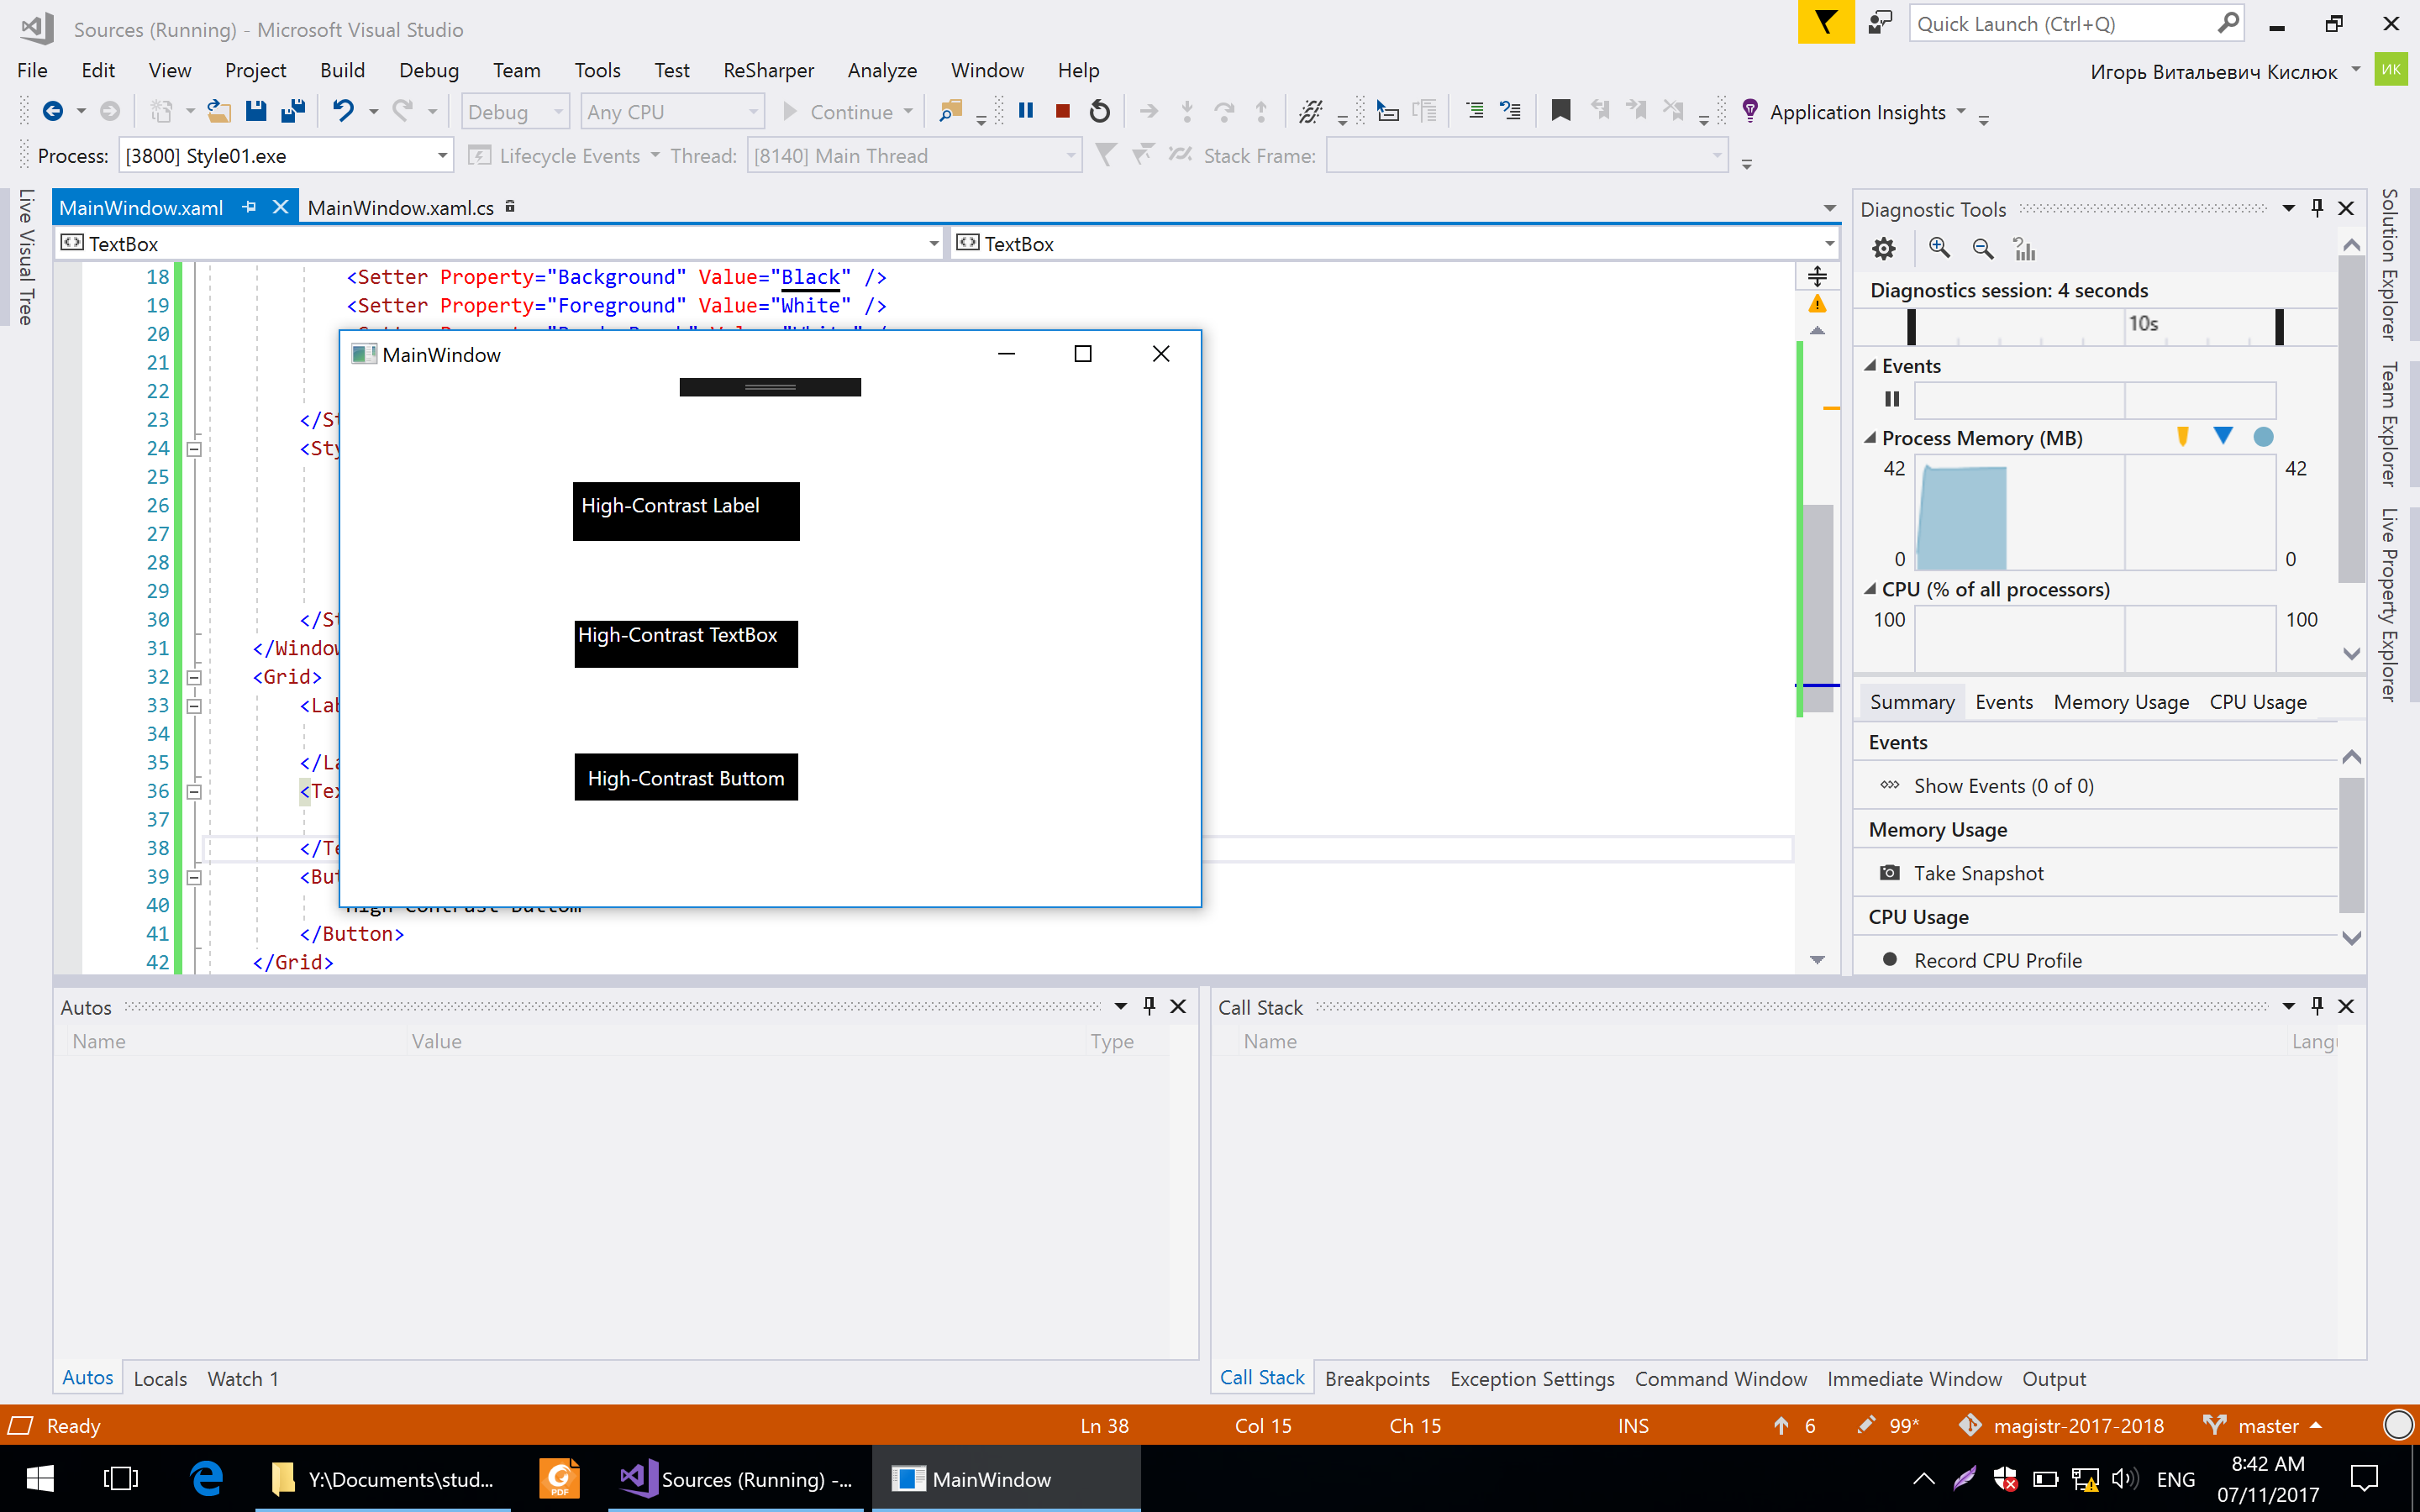 Sources (Running) - Microsoft Visual Studio
Quick Launch (Ctrl+Q)
File Edit View Project Build Debug Team Tools Test ReSharper Analyze Window Help
Игорь Витальевич Кислюк
ИК
Debug Any CPU Continue Application Insights
Process: [3800] Style01.exe Lifecycle Events Thread: [8140] Main Thread Stack Frame:
Live Visual Tree
MainWindow.xaml MainWindow.xaml.cs
TextBox TextBox
18 <Setter Property="Background" Value="Black" />
19 <Setter Property="Foreground" Value="White" />
20
21
22
23 </St
24 <Sty
25
26
27
28
29
30 </St
31 </Window
32 <Grid>
33 <Lab
34
35 </La
36 <Tex
37
38 </Te
39 <But
40
41 </Button>
42 </Grid>
MainWindow
High-Contrast Label
High-Contrast TextBox
High-Contrast Buttom
Diagnostic Tools
Diagnostics session: 4 seconds
10s
Events
Process Memory (MB)
42 42
0 0
CPU (% of all processors)
100 100
Summary Events Memory Usage CPU Usage
Events
Show Events (0 of 0)
Memory Usage
Take Snapshot
CPU Usage
Record CPU Profile
Solution Explorer
Team Explorer
Live Property Explorer
Autos
Name Value Type
Autos Locals Watch 1
Call Stack
Name Langu
Call Stack Breakpoints Exception Settings Command Window Immediate Window Output
Ready Ln 38 Col 15 Ch 15 INS 6 99* magistr-2017-2018 master
Y:\Documents\stud...
PDF
Sources (Running) -...
MainWindow
ENG
8:42 AM
07/11/2017